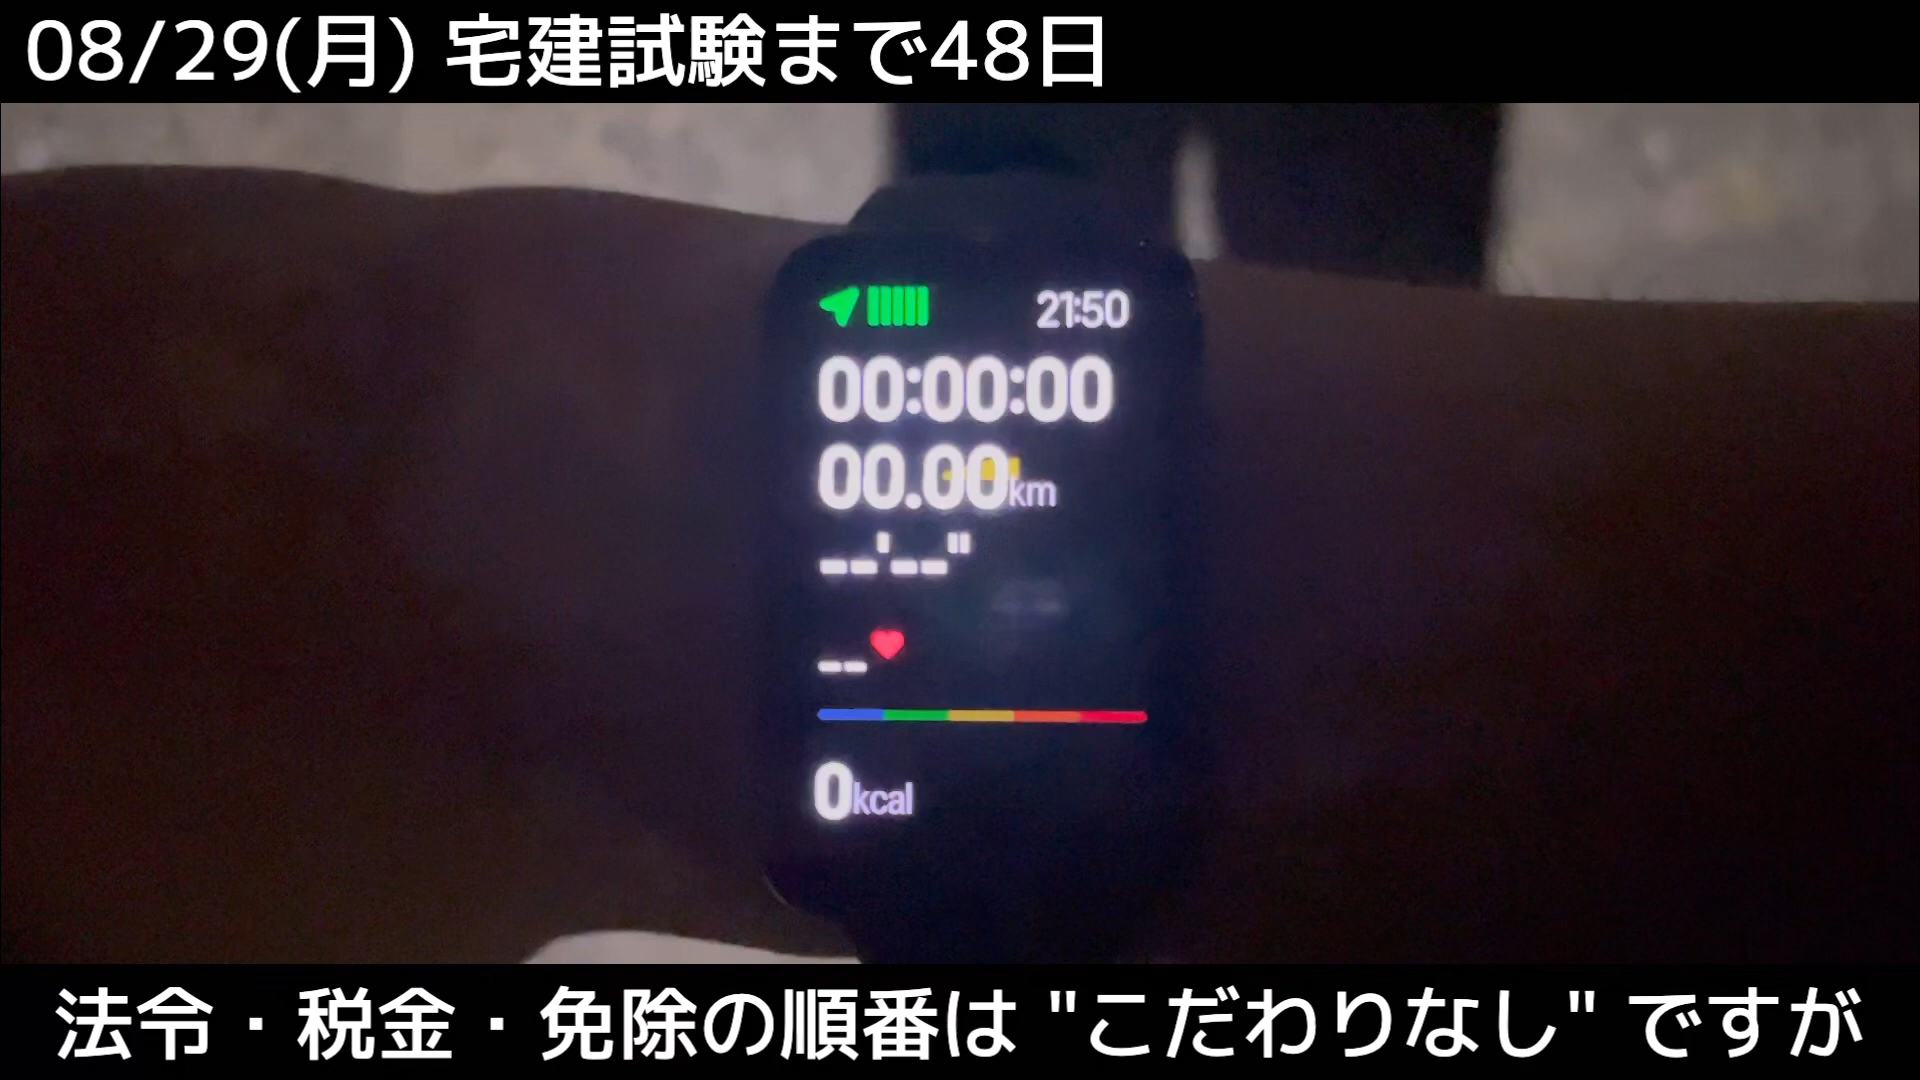 08/29(月) 宅建試験まで48日
21:50
00:00:00
00.00km
--'--"
--
0kcal
法令・税金・免除の順番は "こだわりなし" ですが